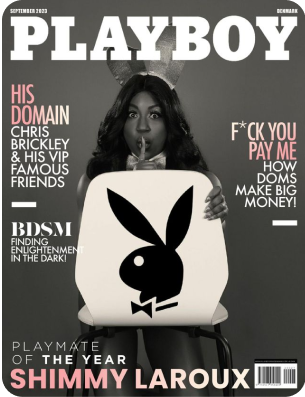 SEPTEMBER 2023
DENMARK
PLAYBOY
HIS
DOMAIN
CHRIS
BRICKLEY
& HIS VIP
FAMOUS
FRIENDS
F*CK YOU
PAY ME
HOW
DOMS
MAKE BIG
MONEY!
BDSM
FINDING
ENLIGHTENMENT
IN THE DARK!
PLAYMATE
OF THE YEAR
SHIMMY LAROUX